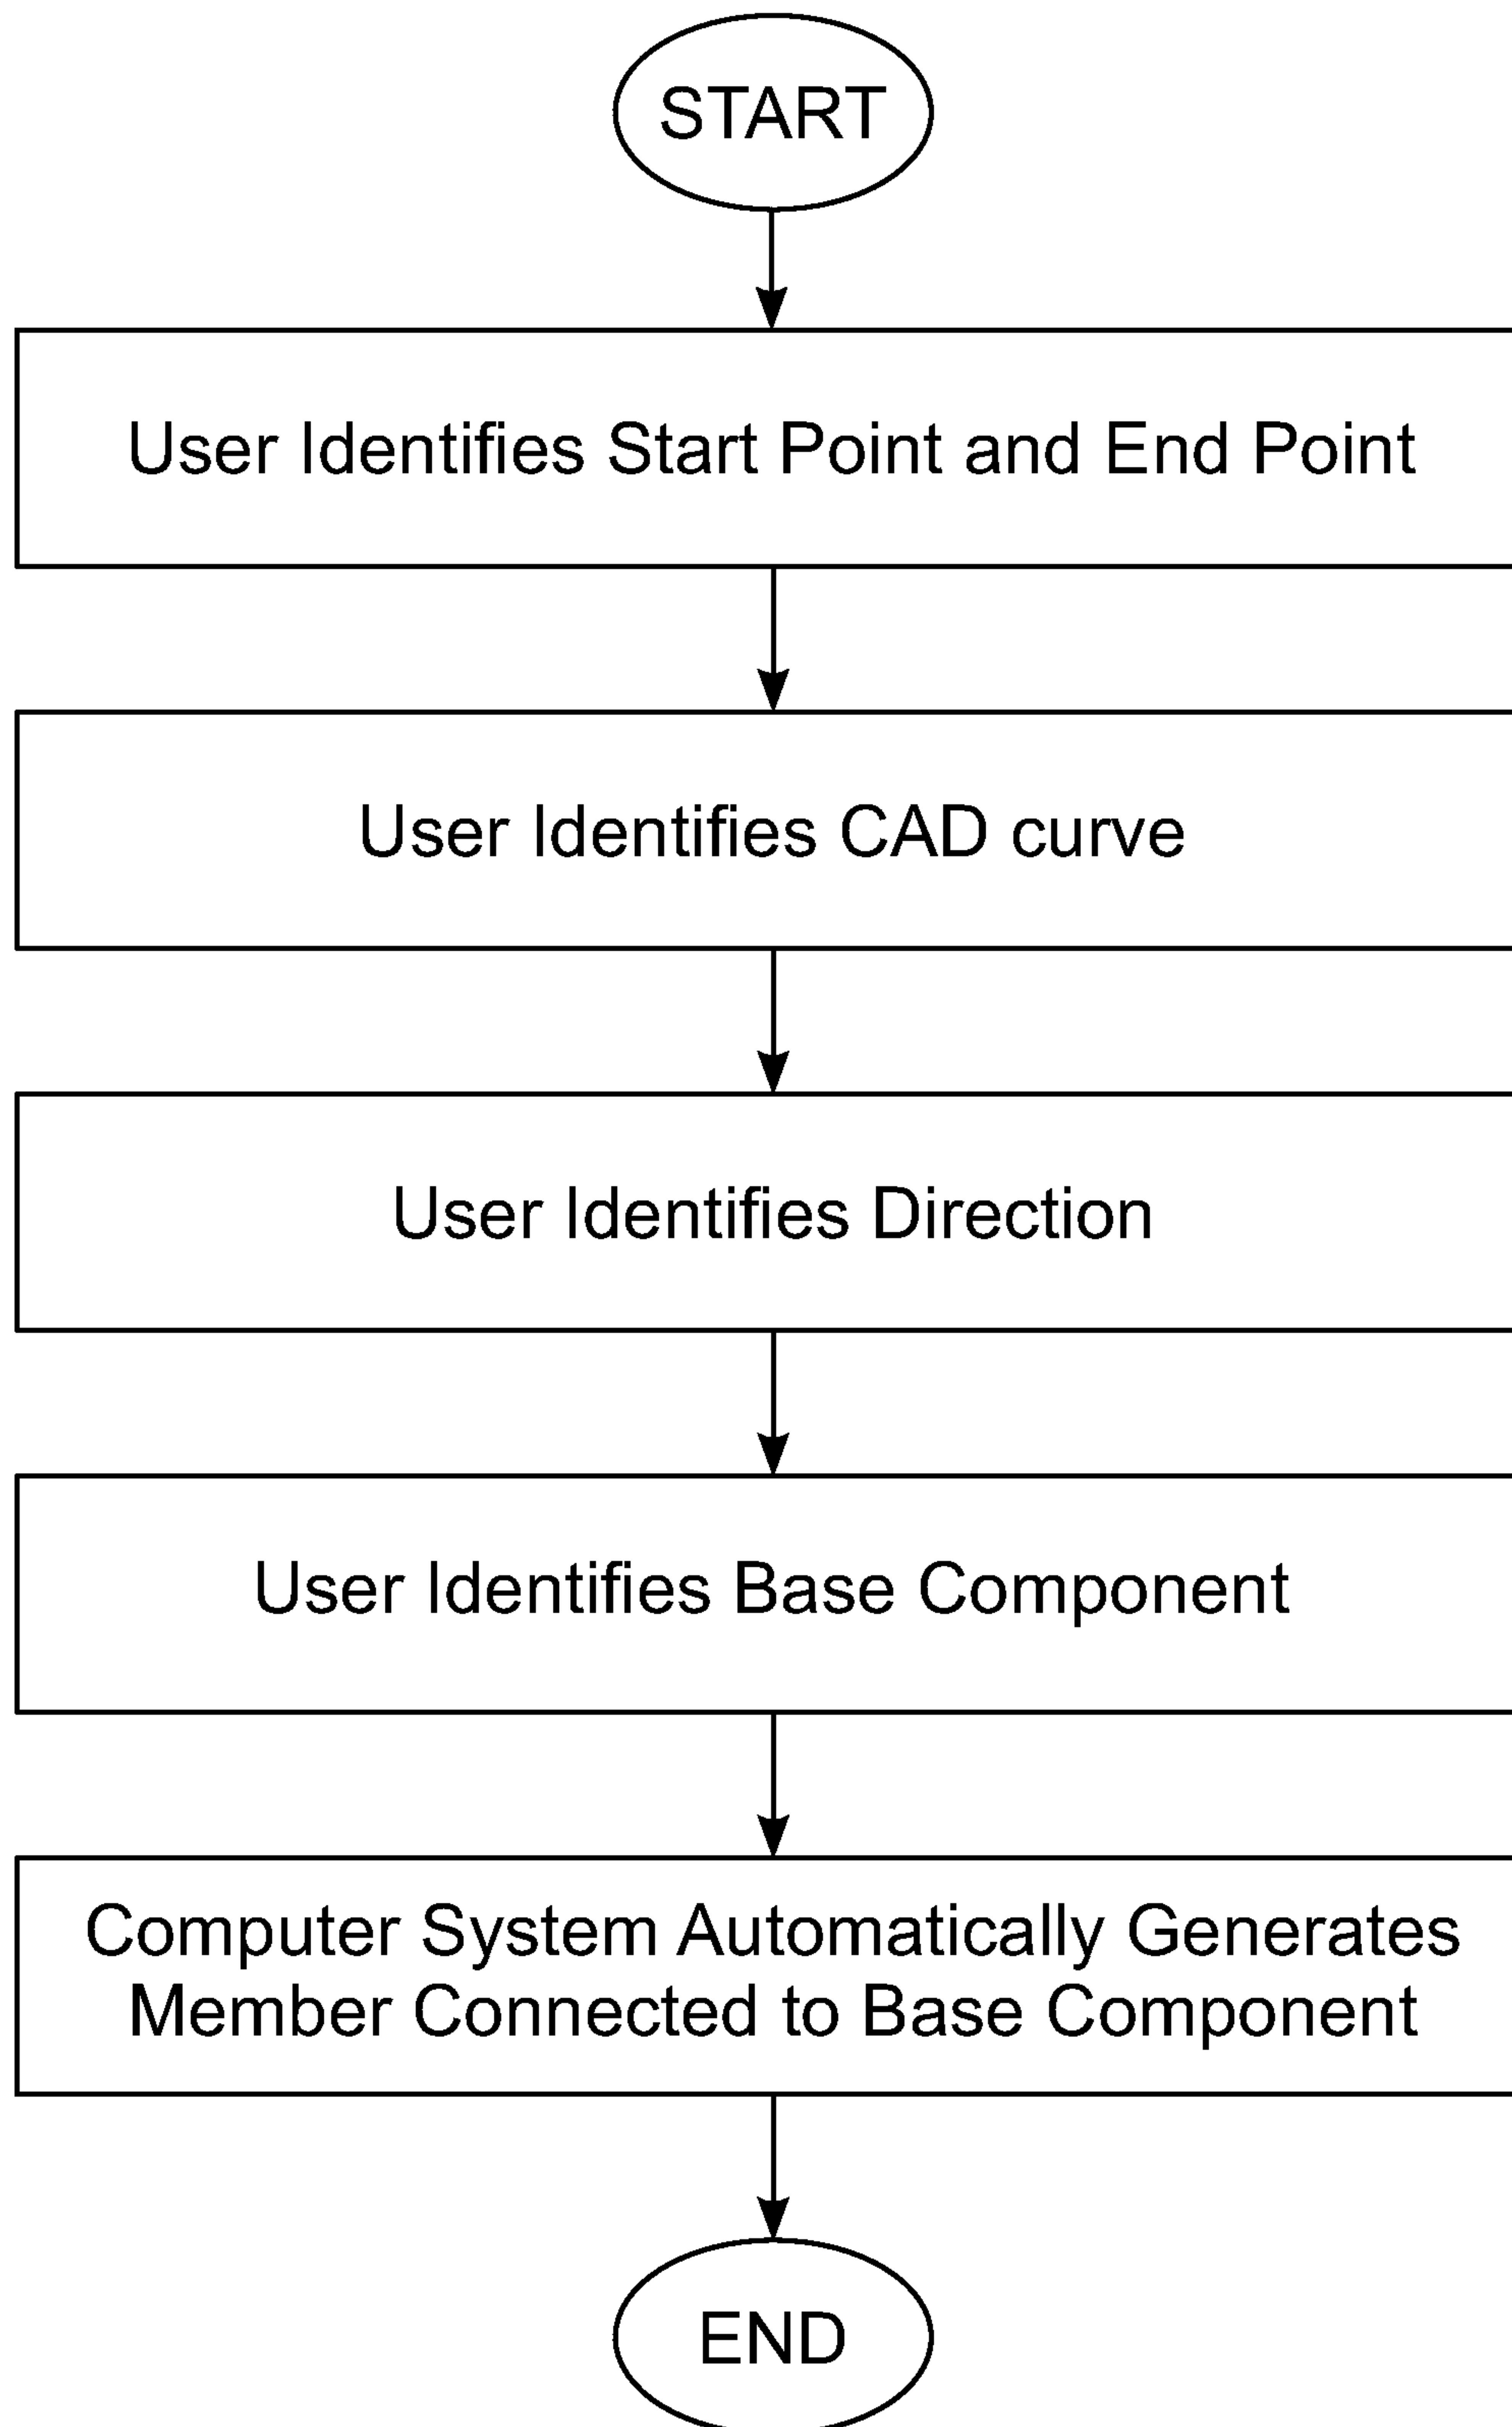 START
User Identifies Start Point and End Point
User Identifies CAD curve
User Identifies Direction
User Identifies Base Component
Computer System Automatically Generates
Member Connected to Base Component
END